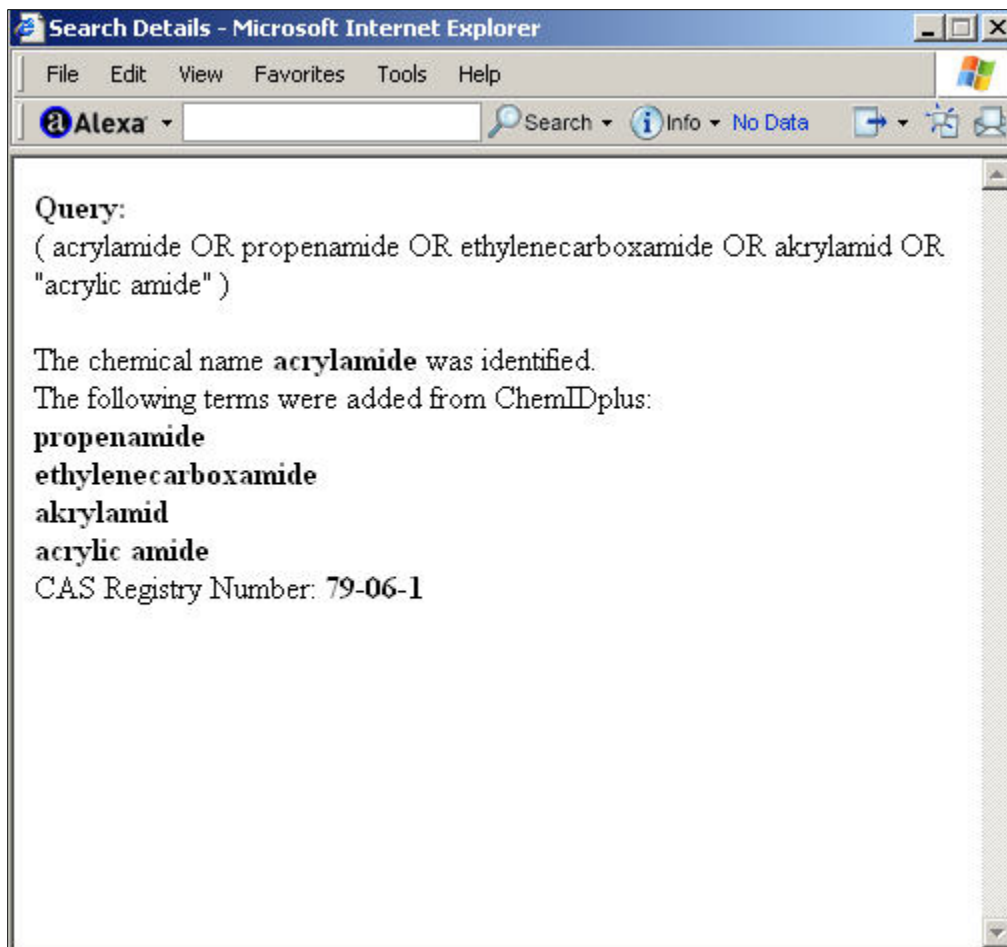 Search Details - Microsoft Internet Explorer
File Edit View Favorites Tools Help
a Alexa Search i Info No Data
Query:
( acrylamide OR propenamide OR ethylenecarboxamide OR akrylamid OR
"acrylic amide" )
The chemical name acrylamide was identified.
The following terms were added from ChemIDplus:
propenamide
ethylenecarboxamide
akrylamid
acrylic amide
CAS Registry Number: 79-06-1